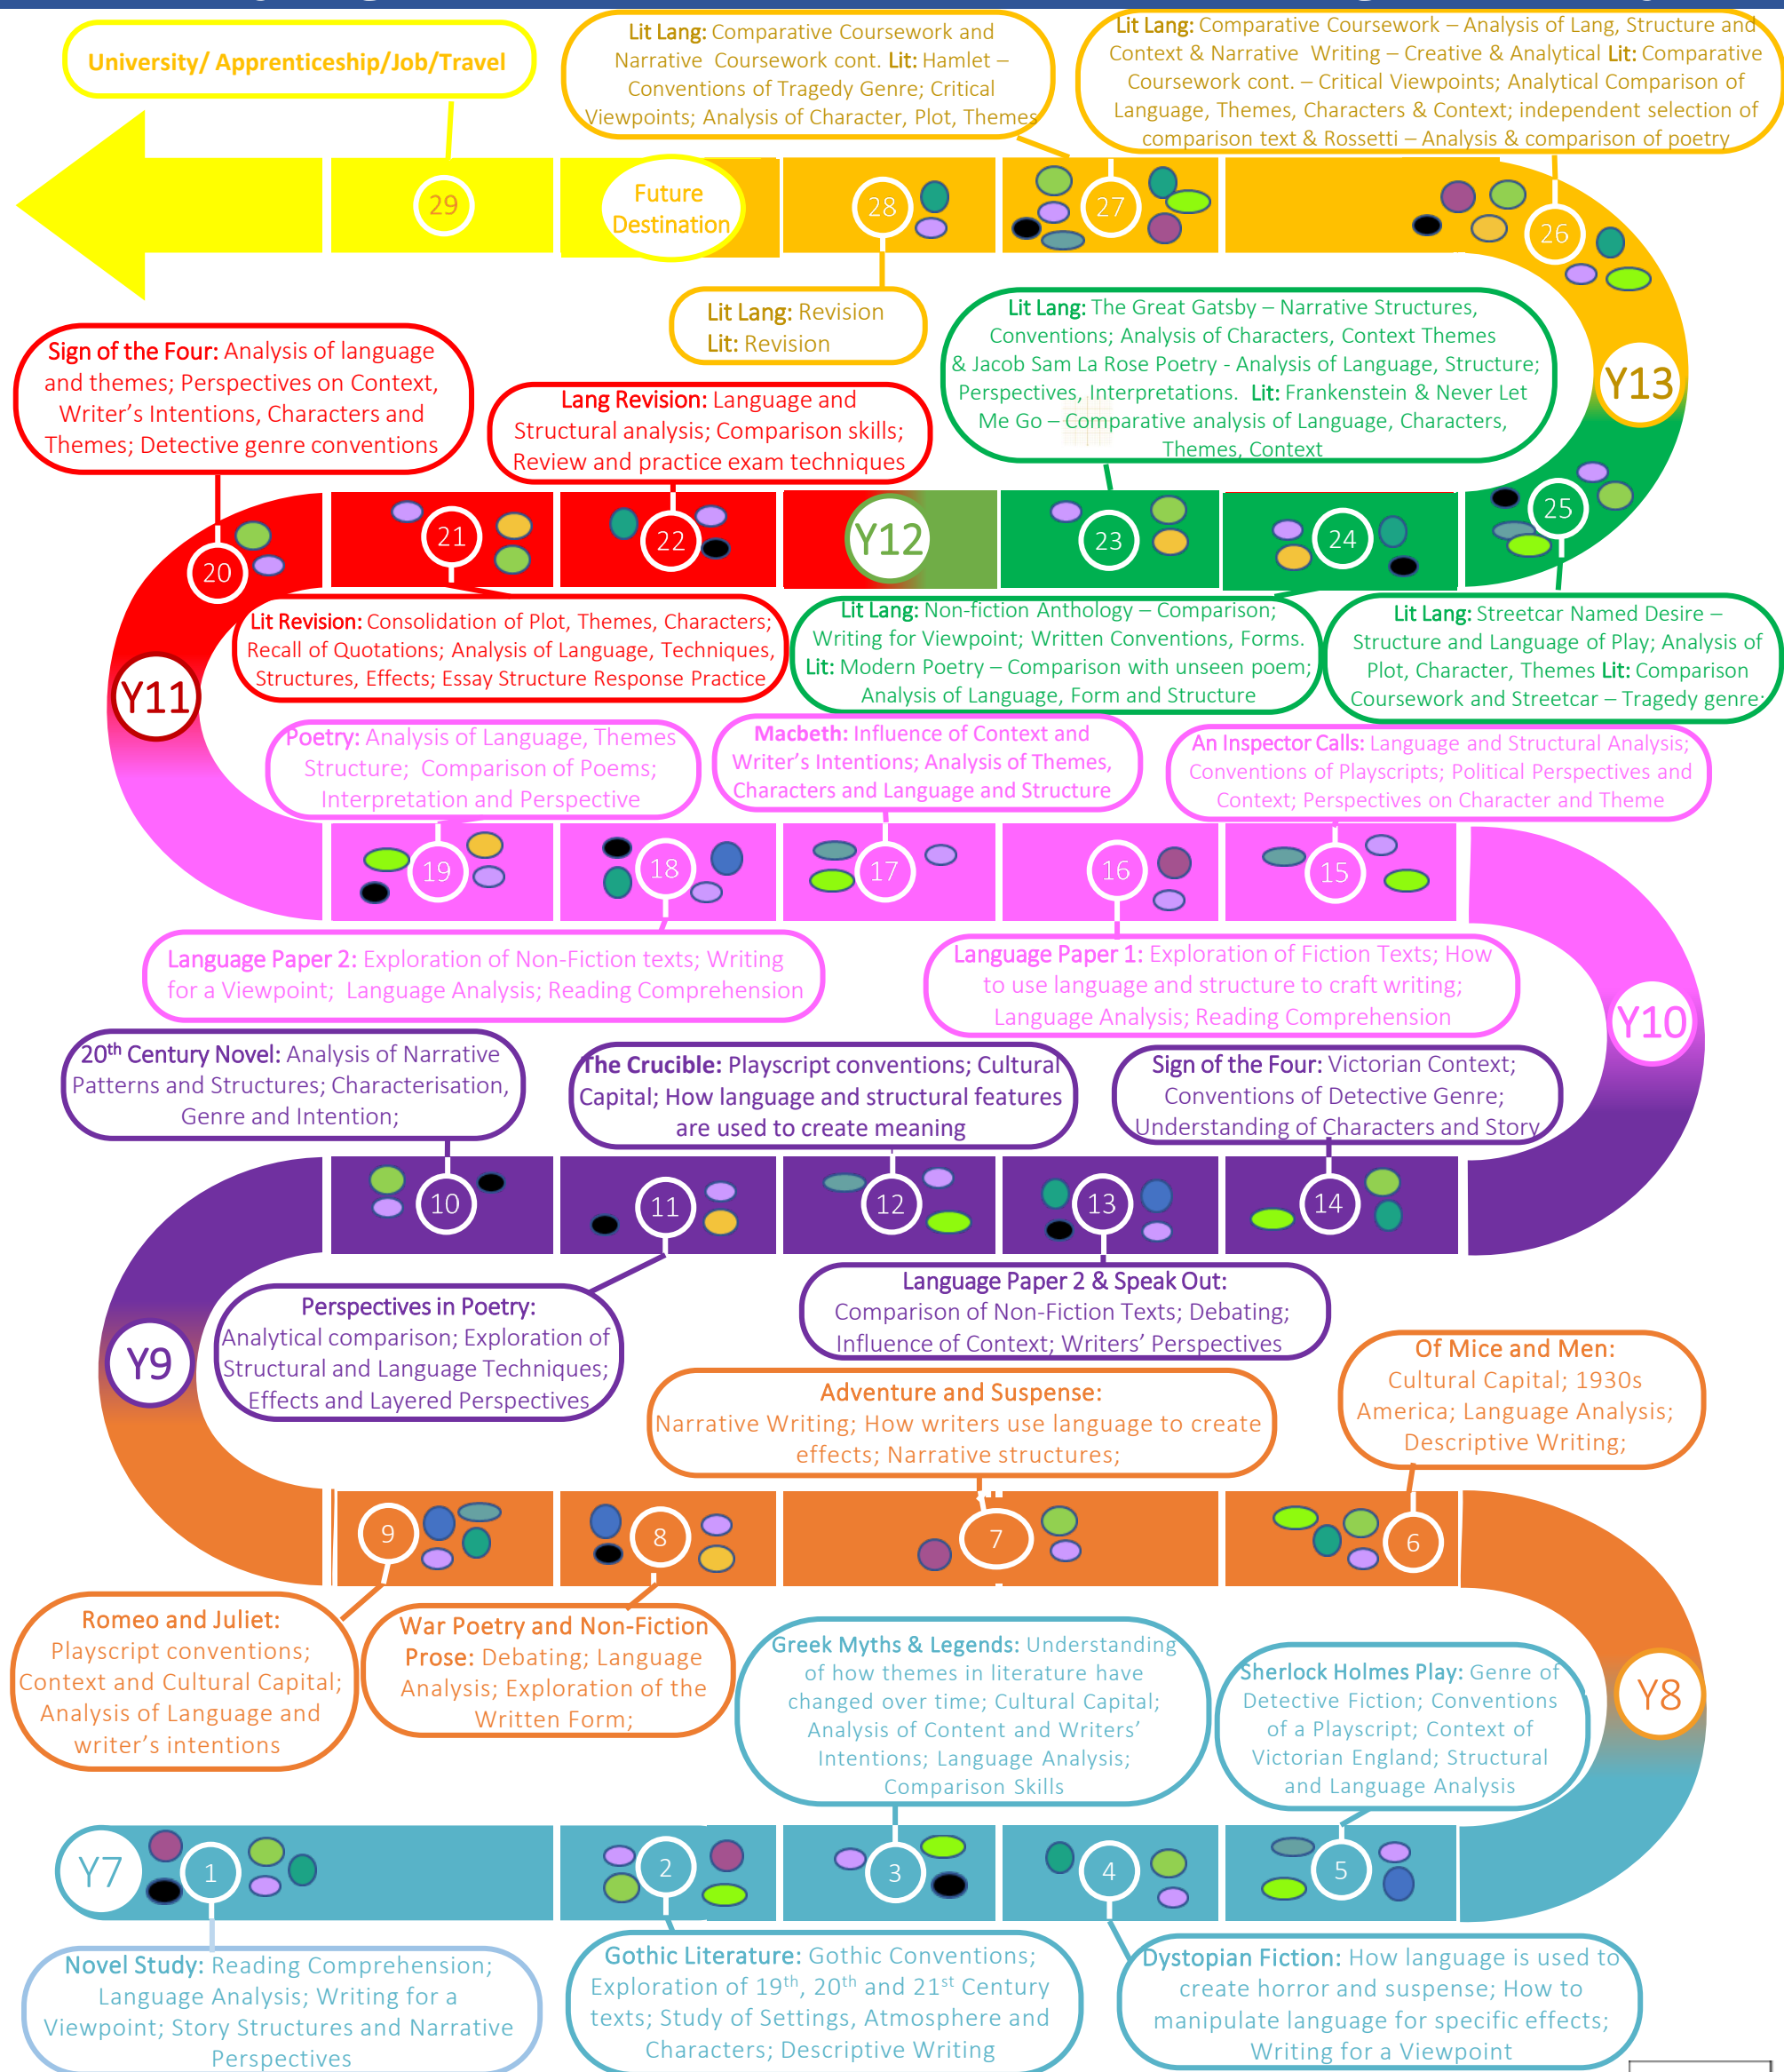 Lit Lang: Comparative Coursework and
Narrative Coursework cont. Lit: Hamlet –
Conventions of Tragedy Genre; Critical
Viewpoints; Analysis of Character, Plot, Themes
Lit Lang: Comparative Coursework – Analysis of Lang, Structure and
Context & Narrative Writing – Creative & Analytical Lit: Comparative
Coursework cont. – Critical Viewpoints; Analytical Comparison of
Language, Themes, Characters & Context; independent selection of
comparison text & Rossetti – Analysis & comparison of poetry
University/ Apprenticeship/Job/Travel
29
Future
Destination
28
27
26
Lit Lang: Revision
Lit: Revision
Lit Lang: The Great Gatsby – Narrative Structures,
Conventions; Analysis of Characters, Context Themes
& Jacob Sam La Rose Poetry - Analysis of Language, Structure;
Perspectives, Interpretations. Lit: Frankenstein & Never Let
Me Go – Comparative analysis of Language, Characters,
Themes, Context
Y13
Sign of the Four: Analysis of language
and themes; Perspectives on Context,
Writer's Intentions, Characters and
Themes; Detective genre conventions
Lang Revision: Language and
Structural analysis; Comparison skills;
Review and practice exam techniques
20
21
22
Y12
23
24
25
Lit Revision: Consolidation of Plot, Themes, Characters;
Recall of Quotations; Analysis of Language, Techniques,
Structures, Effects; Essay Structure Response Practice
Lit Lang: Non-fiction Anthology – Comparison;
Writing for Viewpoint; Written Conventions, Forms.
Lit: Modern Poetry – Comparison with unseen poem;
Analysis of Language, Form and Structure
Lit Lang: Streetcar Named Desire –
Structure and Language of Play; Analysis of
Plot, Character, Themes Lit: Comparison
Coursework and Streetcar – Tragedy genre;
Y11
Poetry: Analysis of Language, Themes
Structure; Comparison of Poems;
Interpretation and Perspective
Macbeth: Influence of Context and
Writer's Intentions; Analysis of Themes,
Characters and Language and Structure
An Inspector Calls: Language and Structural Analysis;
Conventions of Playscripts; Political Perspectives and
Context; Perspectives on Character and Theme
19
18
17
16
15
Language Paper 2: Exploration of Non-Fiction texts; Writing
for a Viewpoint; Language Analysis; Reading Comprehension
Language Paper 1: Exploration of Fiction Texts; How
to use language and structure to craft writing;
Language Analysis; Reading Comprehension
Y10
20th Century Novel: Analysis of Narrative
Patterns and Structures; Characterisation,
Genre and Intention;
The Crucible: Playscript conventions; Cultural
Capital; How language and structural features
are used to create meaning
Sign of the Four: Victorian Context;
Conventions of Detective Genre;
Understanding of Characters and Story
10
11
12
13
14
Perspectives in Poetry:
Analytical comparison; Exploration of
Structural and Language Techniques;
Effects and Layered Perspectives
Language Paper 2 & Speak Out:
Comparison of Non-Fiction Texts; Debating;
Influence of Context; Writers' Perspectives
Y9
Adventure and Suspense:
Narrative Writing; How writers use language to create
effects; Narrative structures;
Of Mice and Men:
Cultural Capital; 1930s
America; Language Analysis;
Descriptive Writing;
9
8
7
6
Romeo and Juliet:
Playscript conventions;
Context and Cultural Capital;
Analysis of Language and
writer's intentions
War Poetry and Non-Fiction
Prose: Debating; Language
Analysis; Exploration of the
Written Form;
Greek Myths & Legends: Understanding
of how themes in literature have
changed over time; Cultural Capital;
Analysis of Content and Writers'
Intentions; Language Analysis;
Comparison Skills
Sherlock Holmes Play: Genre of
Detective Fiction; Conventions
of a Playscript; Context of
Victorian England; Structural
and Language Analysis
Y8
Y7
1
2
3
4
5
Novel Study: Reading Comprehension;
Language Analysis; Writing for a
Viewpoint; Story Structures and Narrative
Perspectives
Gothic Literature: Gothic Conventions;
Exploration of 19th, 20th and 21st Century
texts; Study of Settings, Atmosphere and
Characters; Descriptive Writing
Dystopian Fiction: How language is used to
create horror and suspense; How to
manipulate language for specific effects;
Writing for a Viewpoint